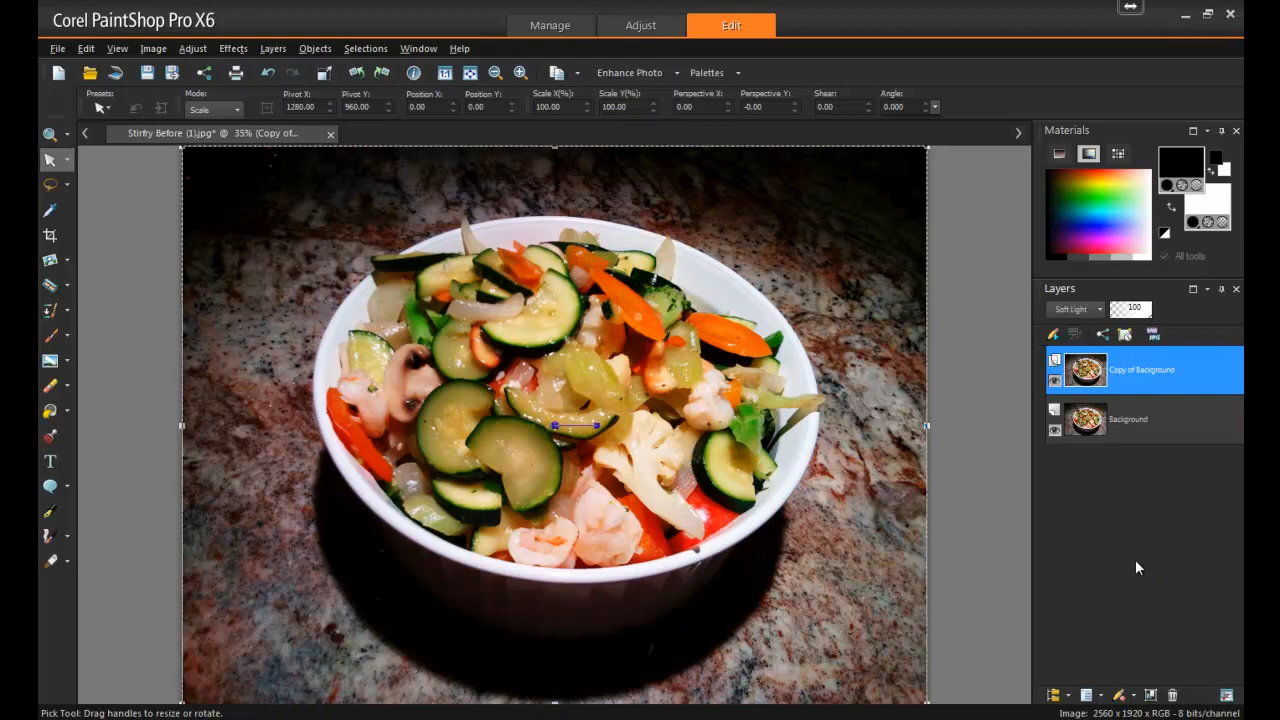 Corel PaintShop Pro X6
Manage Adjust Edit
File Edit View Image Adjust Effects Layers Objects Selections Window Help
Enhance Photo Palettes
Presets: Mode: Pivot X: Pivot Y: Position X: Position Y: Scale X(%): Scale Y(%): Perspective X: Perspective Y: Shear: Angle:
Scale 1280.00 960.00 0.00 0.00 100.00 100.00 0.00 -0.00 0.00 0.000
Stirfry Before (1).jpg* @ 35% (Copy of...
Materials
All tools
Layers
Soft Light 100
Copy of Background
Background
Pick Tool: Drag handles to resize or rotate.
Image: 2560 x 1920 x RGB - 8 bits/channel